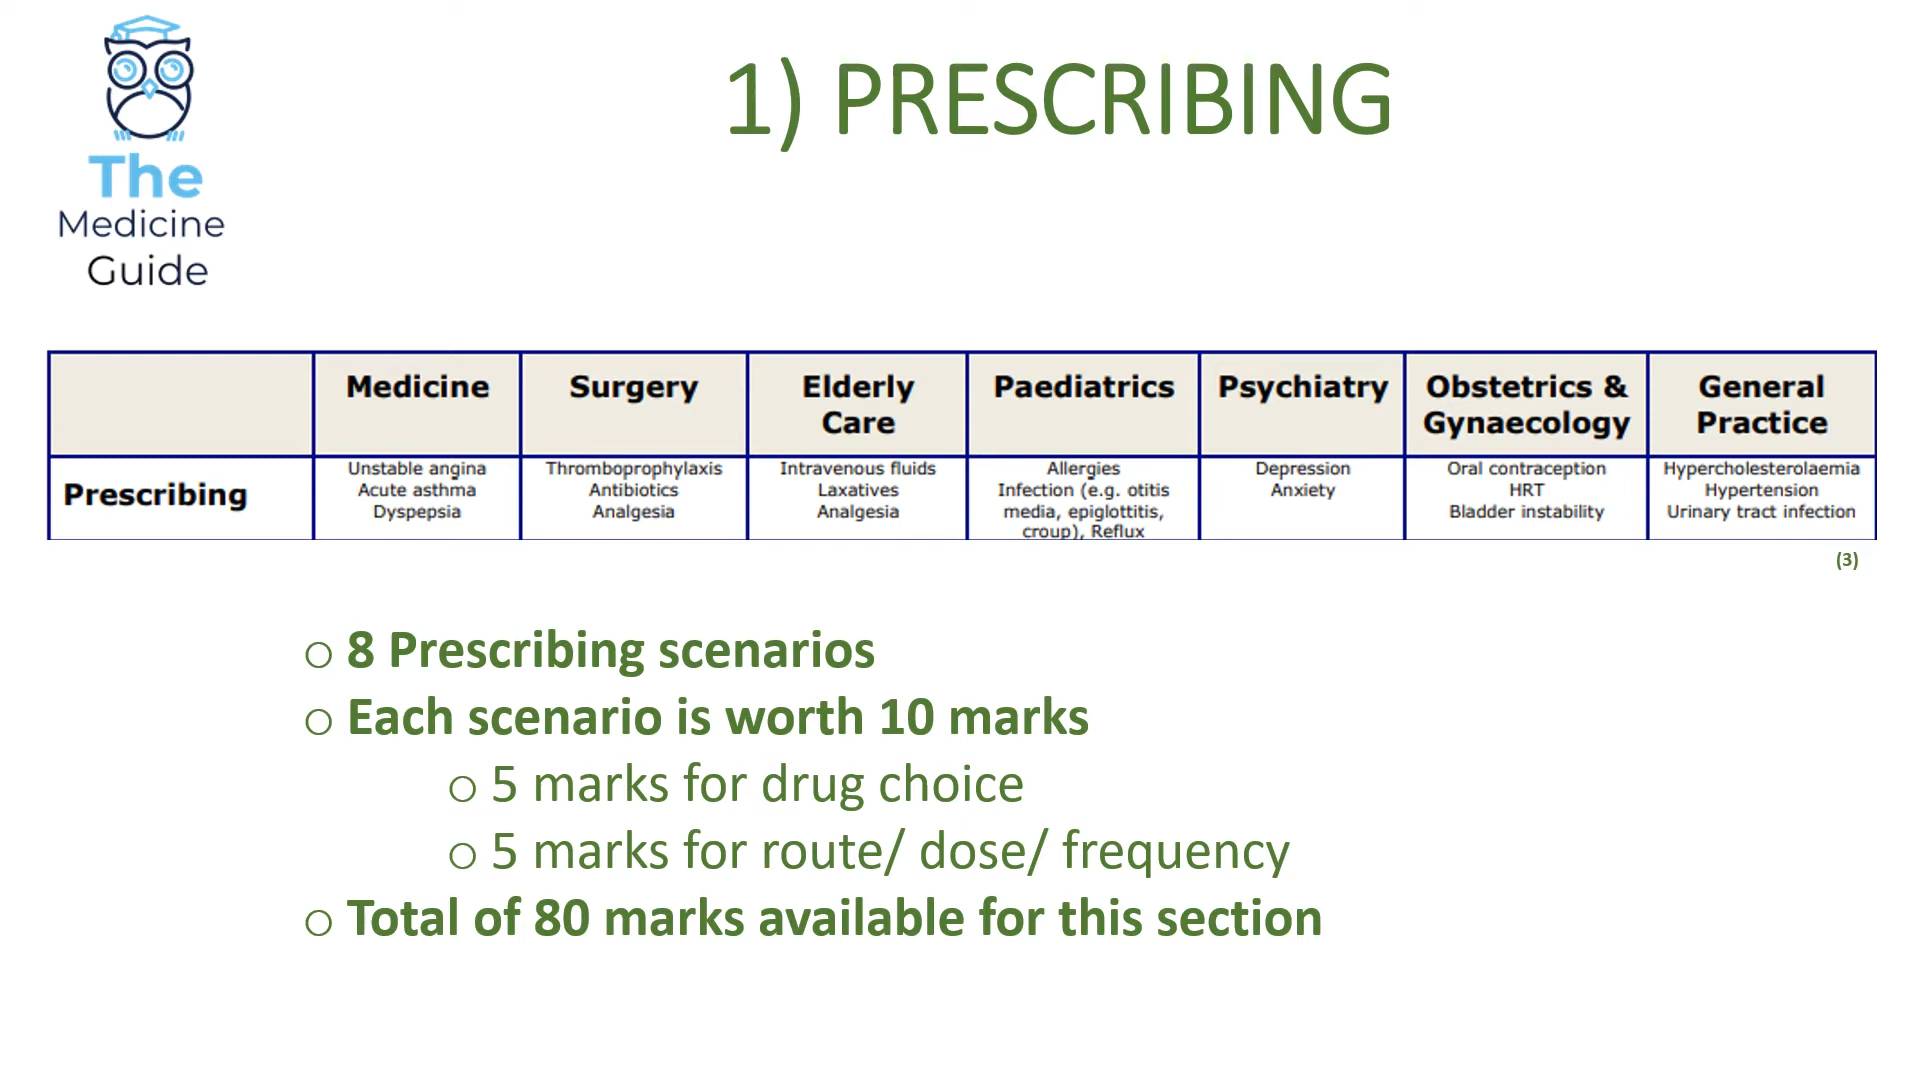 The
Medicine
Guide
1) PRESCRIBING
Medicine
Surgery
Elderly
Care
Paediatrics
Psychiatry
Obstetrics &
Gynaecology
General
Practice
Prescribing
Unstable angina
Acute asthma
Dyspepsia
Thromboprophylaxis
Antibiotics
Analgesia
Intravenous fluids
Laxatives
Analgesia
Allergies
Infection (e.g. otitis
media, epiglottitis,
croup), Reflux
Depression
Anxiety
Oral contraception
HRT
Bladder instability
Hypercholesterolaemia
Hypertension
Urinary tract infection
(3)
o 8 Prescribing scenarios
o Each scenario is worth 10 marks
o 5 marks for drug choice
o 5 marks for route/ dose/ frequency
o Total of 80 marks available for this section